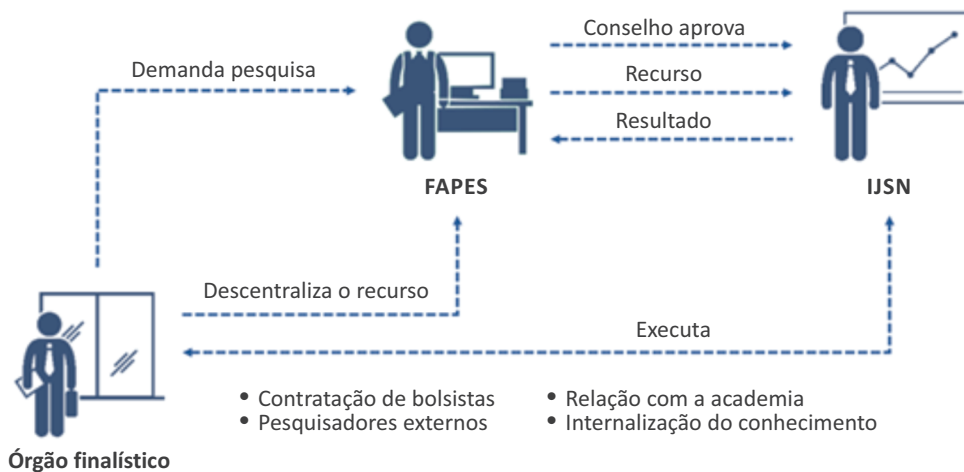 Conselho aprova
Demanda pesquisa
Recurso
Resultado
FAPES
IJSN
Descentraliza o recurso
Executa
• Contratação de bolsistas
• Pesquisadores externos
• Relação com a academia
• Internalização do conhecimento
Órgão finalístico